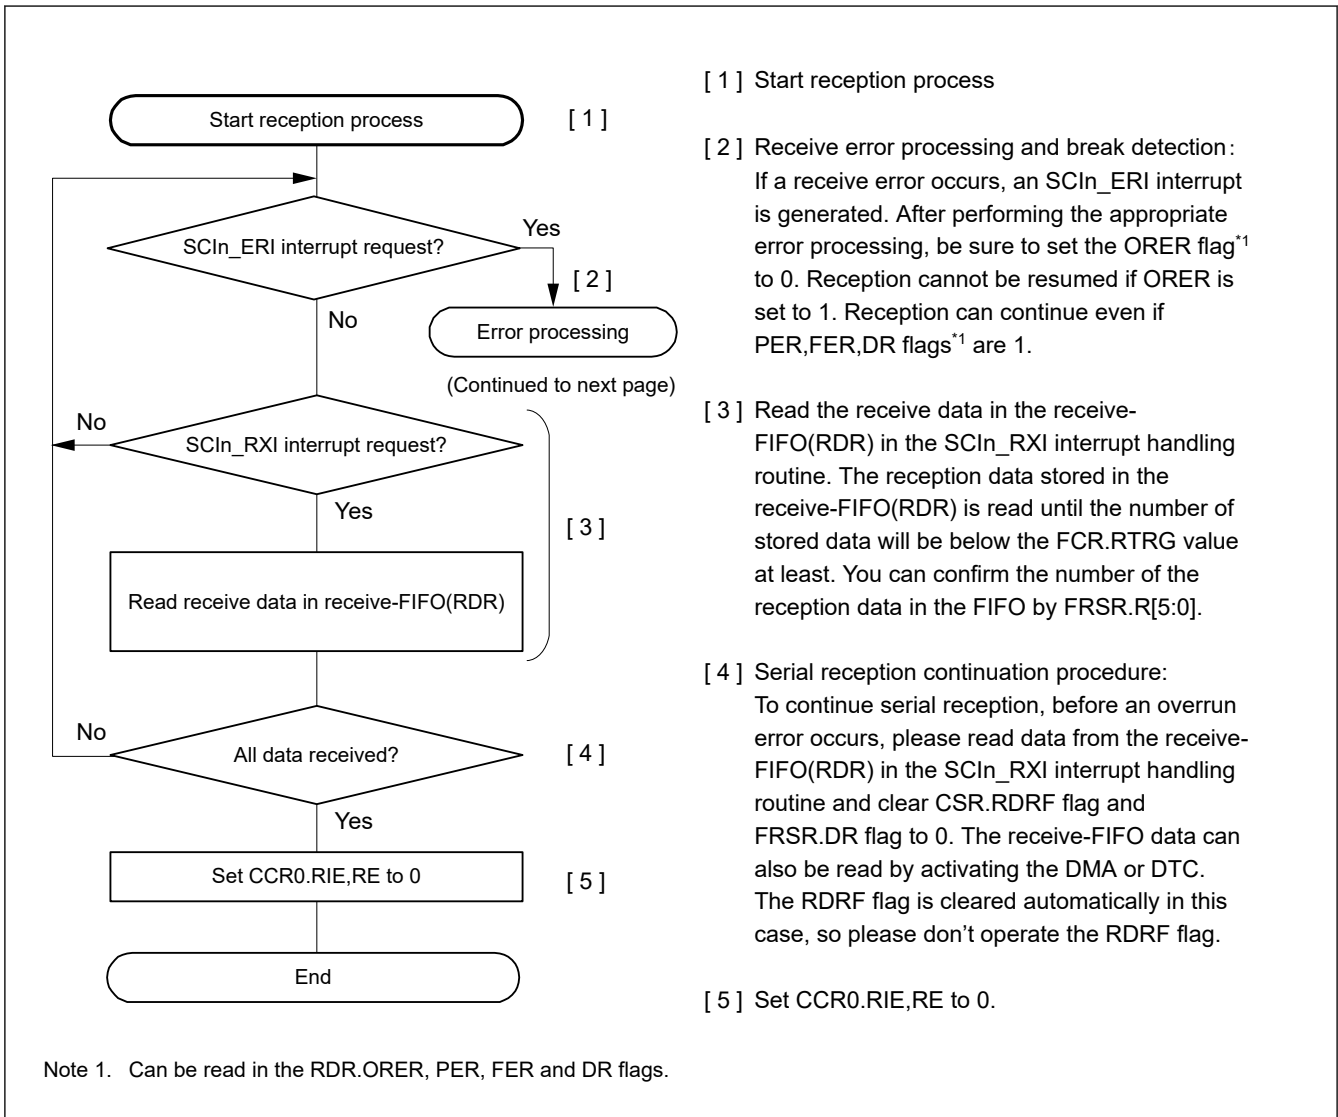 Start reception process
[ 1 ]
SCIn_ERI interrupt request?
Yes
[ 2 ]
No
Error processing
(Continued to next page)
No
SCIn_RXI interrupt request?
Yes
[ 3 ]
Read receive data in receive-FIFO(RDR)
No
All data received?
[ 4 ]
Yes
Set CCR0.RIE,RE to 0
[ 5 ]
End
[ 1 ] Start reception process
[ 2 ] Receive error processing and break detection:
If a receive error occurs, an SCIn_ERI interrupt
is generated. After performing the appropriate
error processing, be sure to set the ORER flag*1
to 0. Reception cannot be resumed if ORER is
set to 1. Reception can continue even if
PER,FER,DR flags*1 are 1.
[ 3 ] Read the receive data in the receive-
FIFO(RDR) in the SCIn_RXI interrupt handling
routine. The reception data stored in the
receive-FIFO(RDR) is read until the number of
stored data will be below the FCR.RTRG value
at least. You can confirm the number of the
reception data in the FIFO by FRSR.R[5:0].
[ 4 ] Serial reception continuation procedure:
To continue serial reception, before an overrun
error occurs, please read data from the receive-
FIFO(RDR) in the SCIn_RXI interrupt handling
routine and clear CSR.RDRF flag and
FRSR.DR flag to 0. The receive-FIFO data can
also be read by activating the DMA or DTC.
The RDRF flag is cleared automatically in this
case, so please don't operate the RDRF flag.
[ 5 ] Set CCR0.RIE,RE to 0.
Note 1. Can be read in the RDR.ORER, PER, FER and DR flags.